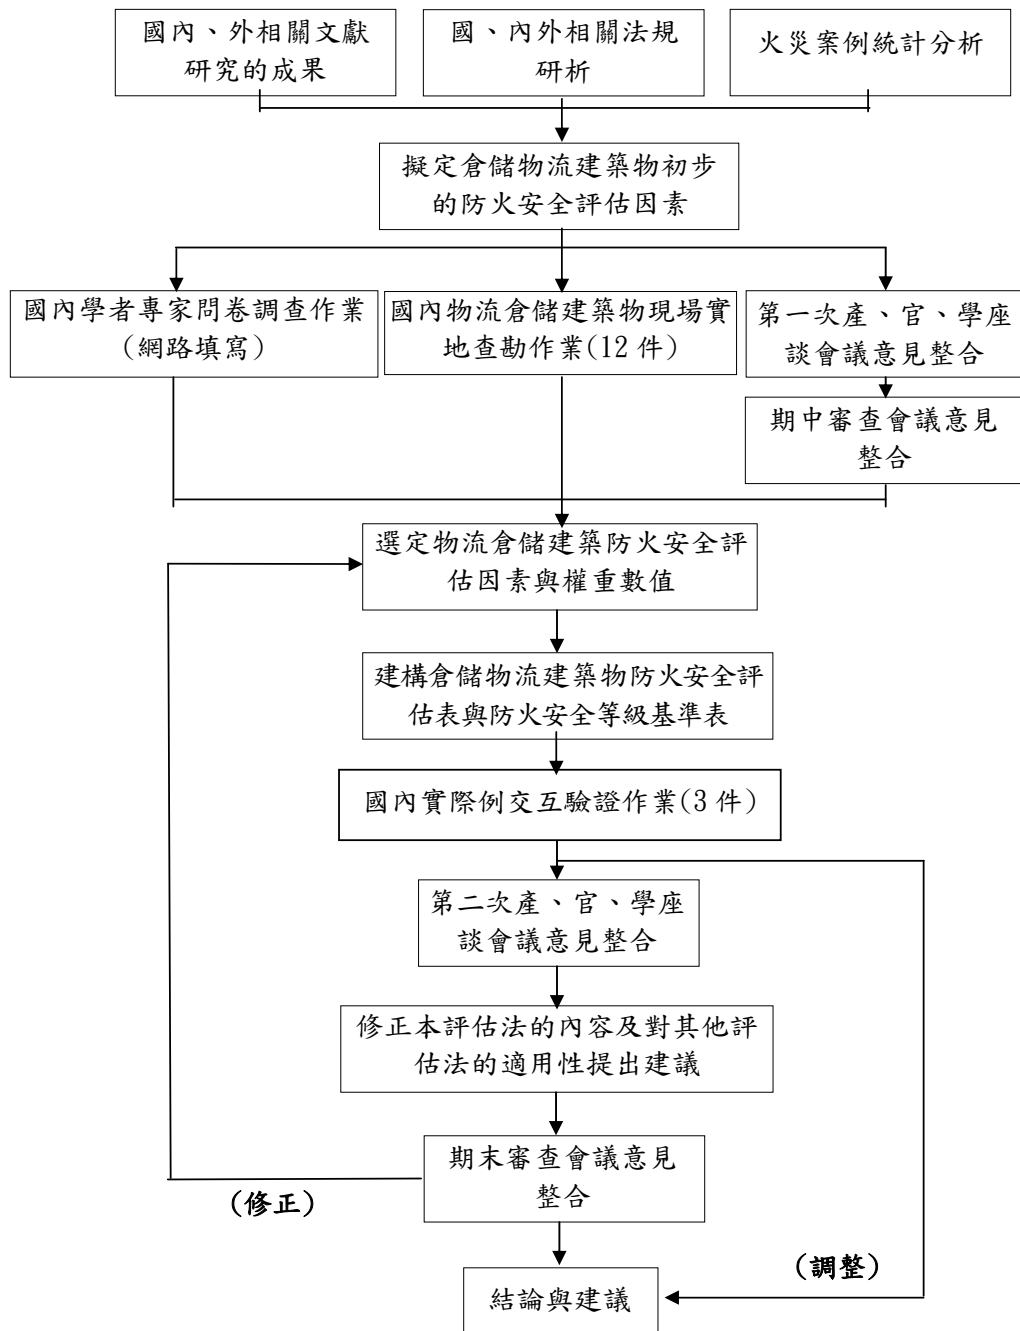 國內、外相關文獻
研究的成果
國、內外相關法規
研析
火災案例統計分析
擬定倉儲物流建築物初步
的防火安全評估因素
國內學者專家問卷調查作業
(網路填寫)
國內物流倉儲建築物現場實
地查勘作業(12 件)
第一次產、官、學座
談會議意見整合
期中審查會議意見
整合
選定物流倉儲建築防火安全評
估因素與權重數值
建構倉儲物流建築物防火安全評
估表與防火安全等級基準表
國內實際例交互驗證作業(3 件)
第二次產、官、學座
談會議意見整合
修正本評估法的內容及對其他評
估法的適用性提出建議
期末審查會議意見
整合
(修正)
(調整)
結論與建議